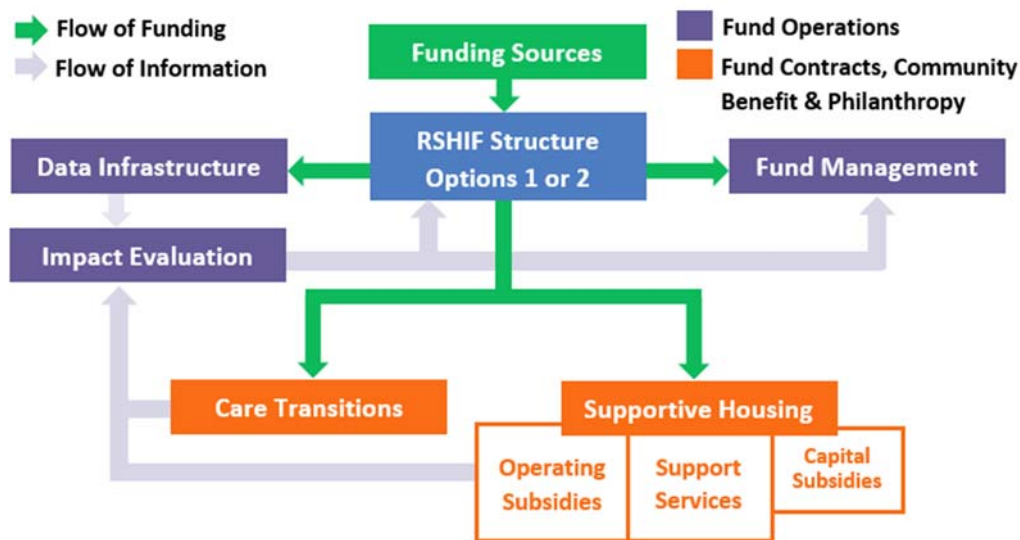 Flow of Funding
Flow of Information
Funding Sources
Fund Operations
Fund Contracts, Community
Benefit & Philanthropy
RSHIF Structure
Options 1 or 2
Data Infrastructure
Fund Management
Impact Evaluation
Care Transitions
Supportive Housing
Operating
Subsidies
Support
Services
Capital
Subsidies